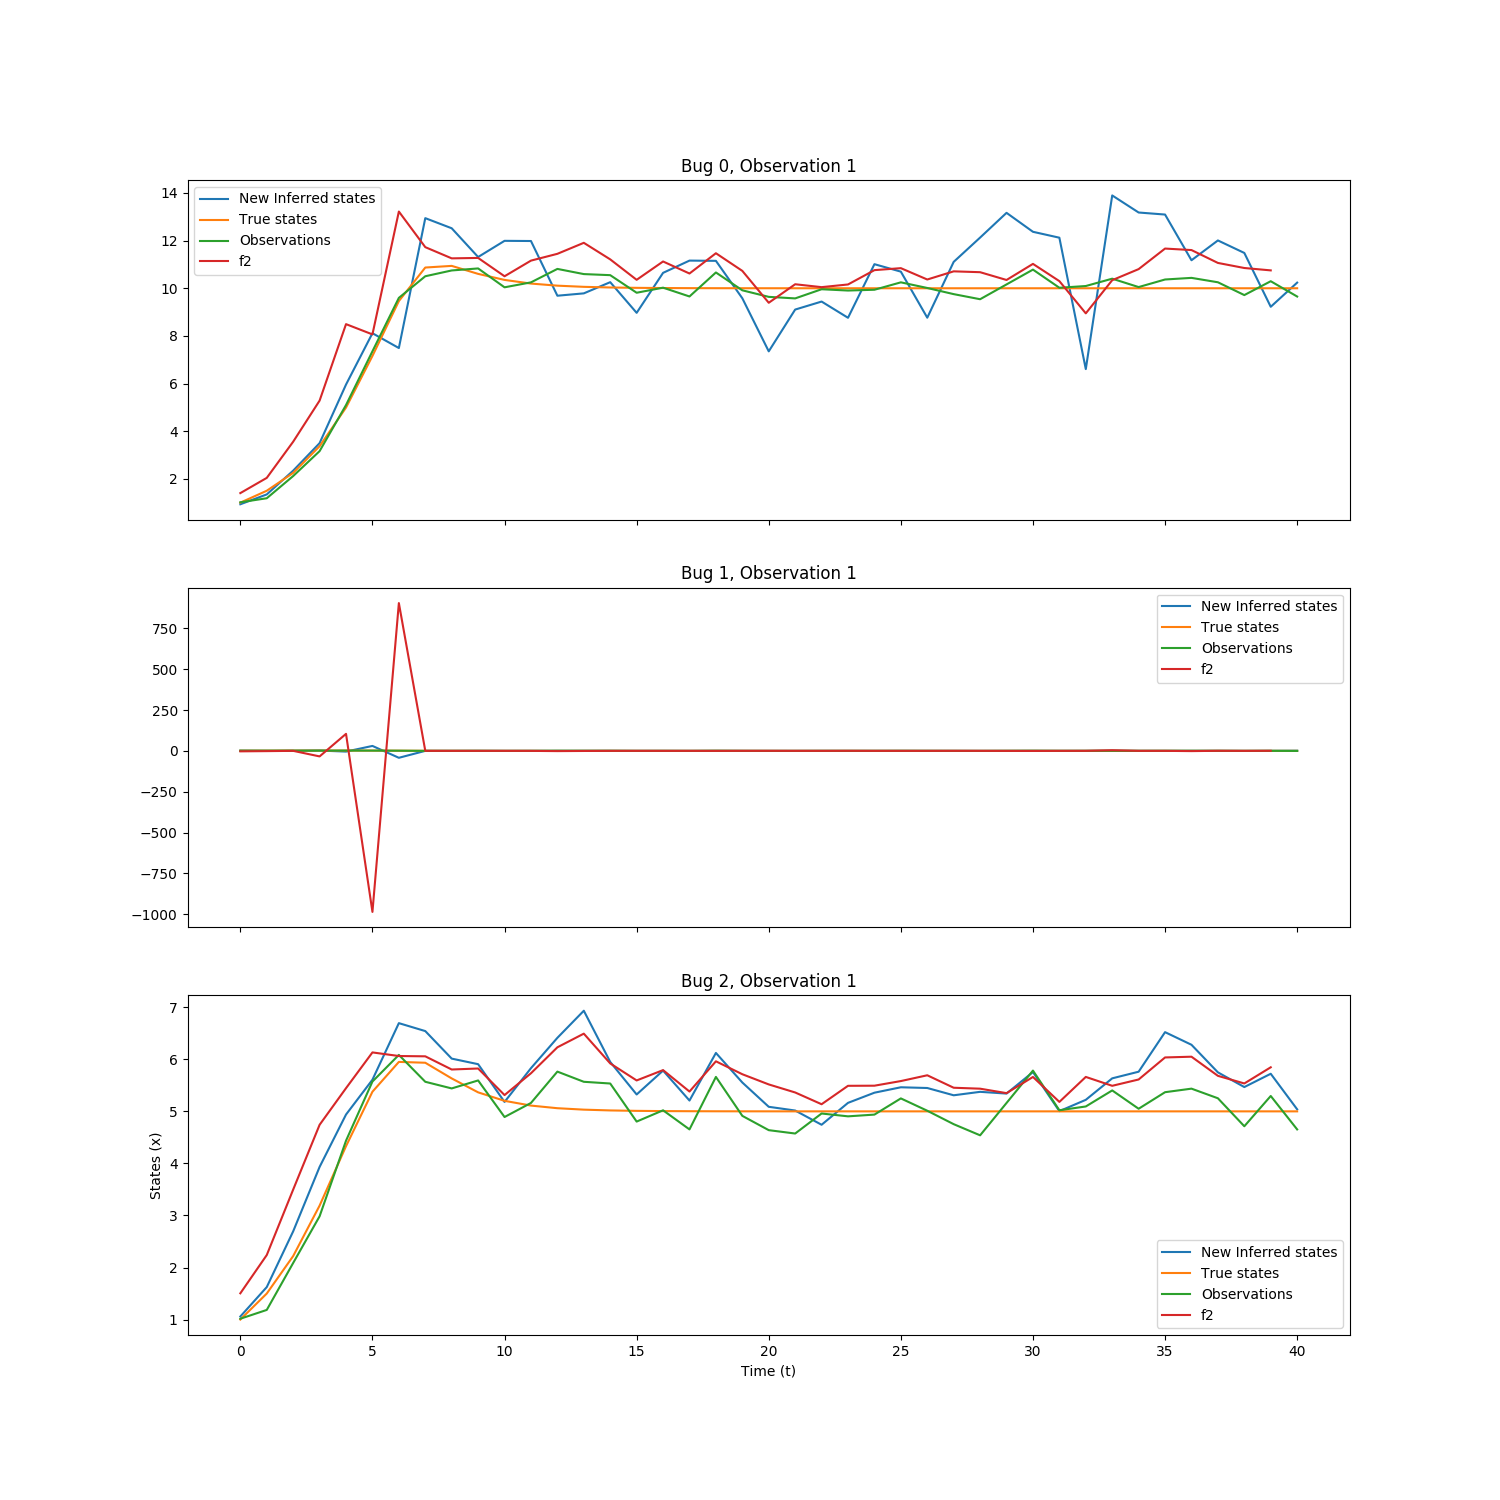 Bug 0, Observation 1
14
12
10
8
6
4
2
New Inferred states
True states
Observations
f2
Bug 1, Observation 1
750
500
250
0
−250
−500
−750
−1000
New Inferred states
True states
Observations
f2
Bug 2, Observation 1
7
6
5
4
3
2
1
States (x)
New Inferred states
True states
Observations
f2
0 5 10 15 20 25 30 35 40
Time (t)